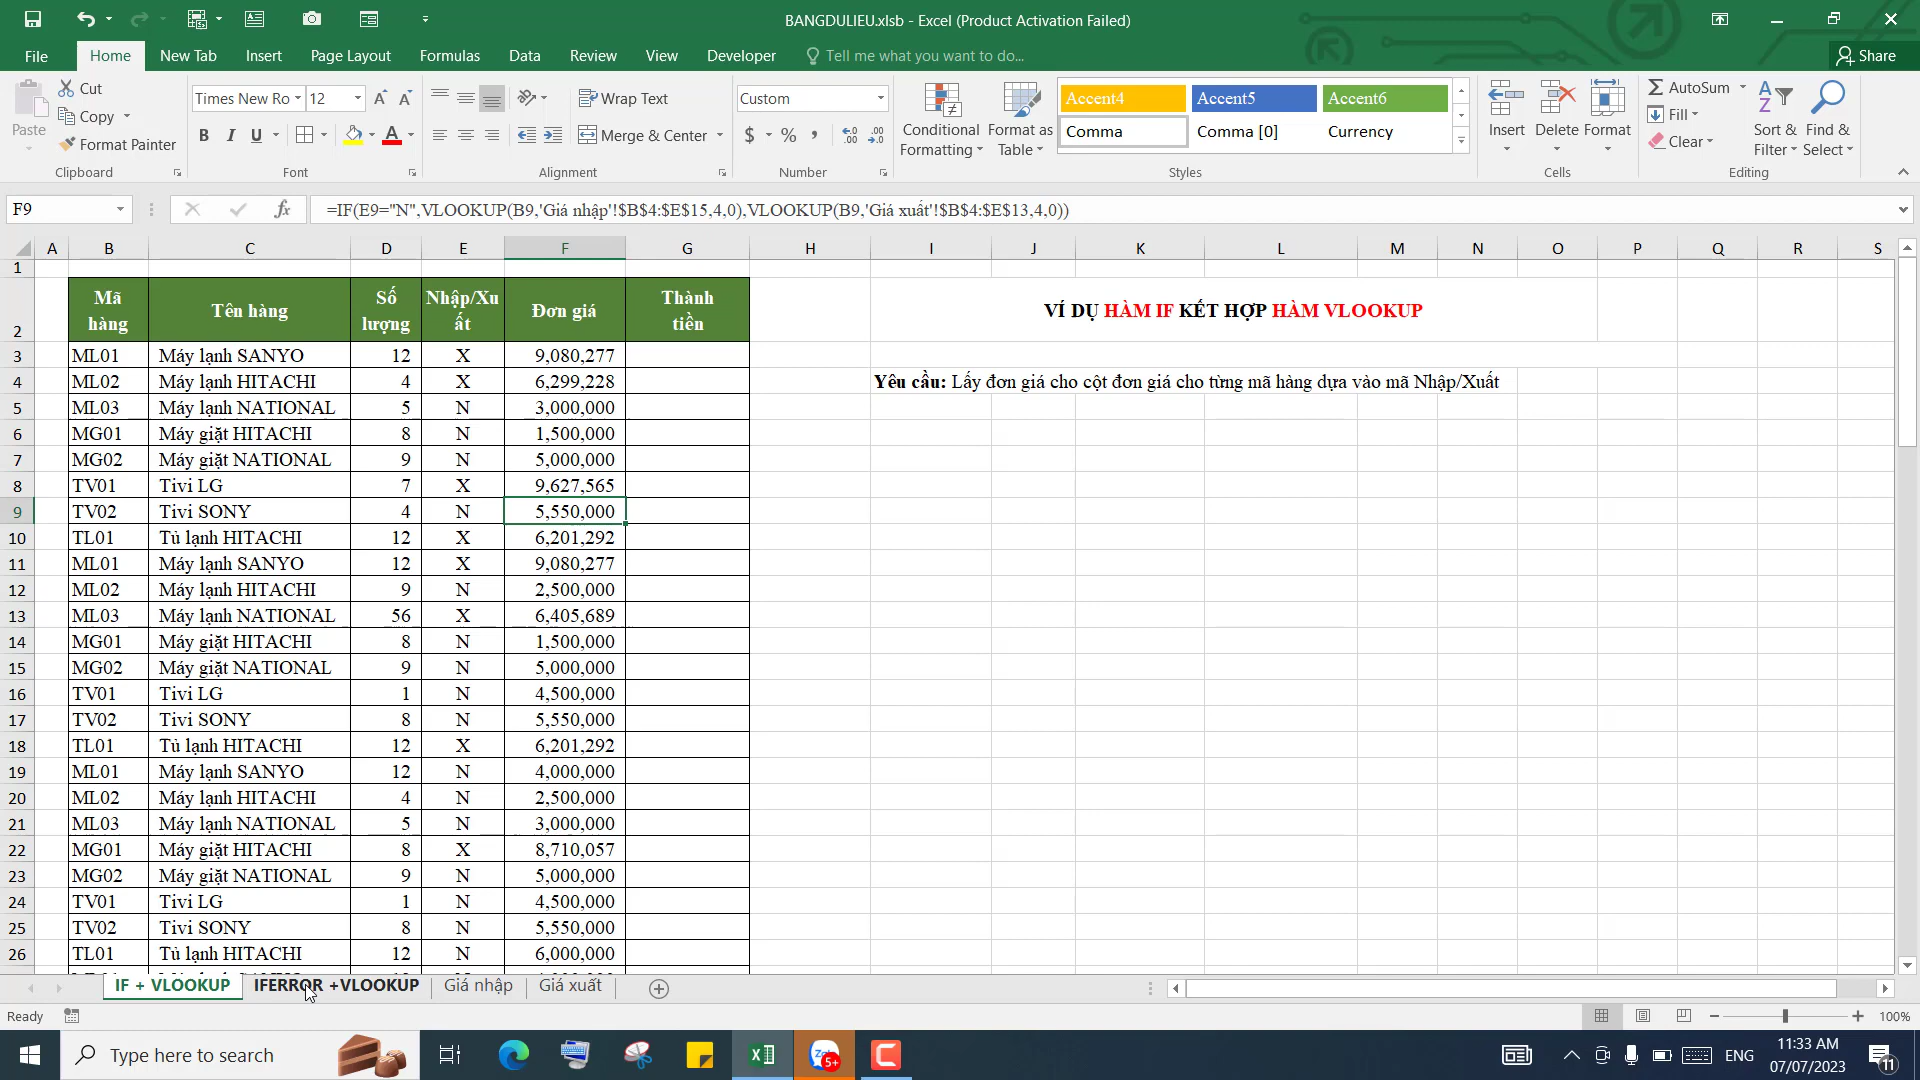 BANGDULIEU.xlsb - Excel (Product Activation Failed)
File Home New Tab Insert Page Layout Formulas Data Review View Developer Tell me what you want to do... Share
Paste
Cut
Copy
Format Painter
Clipboard
Times New Ro 12
B I U
Font
Wrap Text
Merge & Center
Alignment
Custom
$ % ,
Number
Conditional Formatting
Format as Table
Accent4 Accent5 Accent6
Comma Comma [0] Currency
Styles
Insert Delete Format
Cells
AutoSum
Fill
Clear
Sort & Filter
Find & Select
Editing
F9 fx =IF(E9="N",VLOOKUP(B9,'Giá nhập'!$B$4:$E$15,4,0),VLOOKUP(B9,'Giá xuất'!$B$4:$E$13,4,0))
A B C D E F G H I J K L M N O P Q R S
1
2 Mã hàng Tên hàng Số lượng Nhập/Xuất Đơn giá Thành tiền VÍ DỤ HÀM IF KẾT HỢP HÀM VLOOKUP
3 ML01 Máy lạnh SANYO 12 X 9,080,277
4 ML02 Máy lạnh HITACHI 4 X 6,299,228 Yêu cầu: Lấy đơn giá cho cột đơn giá cho từng mã hàng dựa vào mã Nhập/Xuất
5 ML03 Máy lạnh NATIONAL 5 N 3,000,000
6 MG01 Máy giặt HITACHI 8 N 1,500,000
7 MG02 Máy giặt NATIONAL 9 N 5,000,000
8 TV01 Tivi LG 7 X 9,627,565
9 TV02 Tivi SONY 4 N 5,550,000
10 TL01 Tủ lạnh HITACHI 12 X 6,201,292
11 ML01 Máy lạnh SANYO 12 X 9,080,277
12 ML02 Máy lạnh HITACHI 9 N 2,500,000
13 ML03 Máy lạnh NATIONAL 56 X 6,405,689
14 MG01 Máy giặt HITACHI 8 N 1,500,000
15 MG02 Máy giặt NATIONAL 9 N 5,000,000
16 TV01 Tivi LG 1 N 4,500,000
17 TV02 Tivi SONY 8 N 5,550,000
18 TL01 Tủ lạnh HITACHI 12 X 6,201,292
19 ML01 Máy lạnh SANYO 12 N 4,000,000
20 ML02 Máy lạnh HITACHI 4 N 2,500,000
21 ML03 Máy lạnh NATIONAL 5 N 3,000,000
22 MG01 Máy giặt HITACHI 8 X 8,710,057
23 MG02 Máy giặt NATIONAL 9 N 5,000,000
24 TV01 Tivi LG 1 N 4,500,000
25 TV02 Tivi SONY 8 N 5,550,000
26 TL01 Tủ lạnh HITACHI 12 N 6,000,000
IF + VLOOKUP IFERROR +VLOOKUP Giá nhập Giá xuất
Ready 100%
Type here to search
5+
ENG
11:33 AM
07/07/2023
11